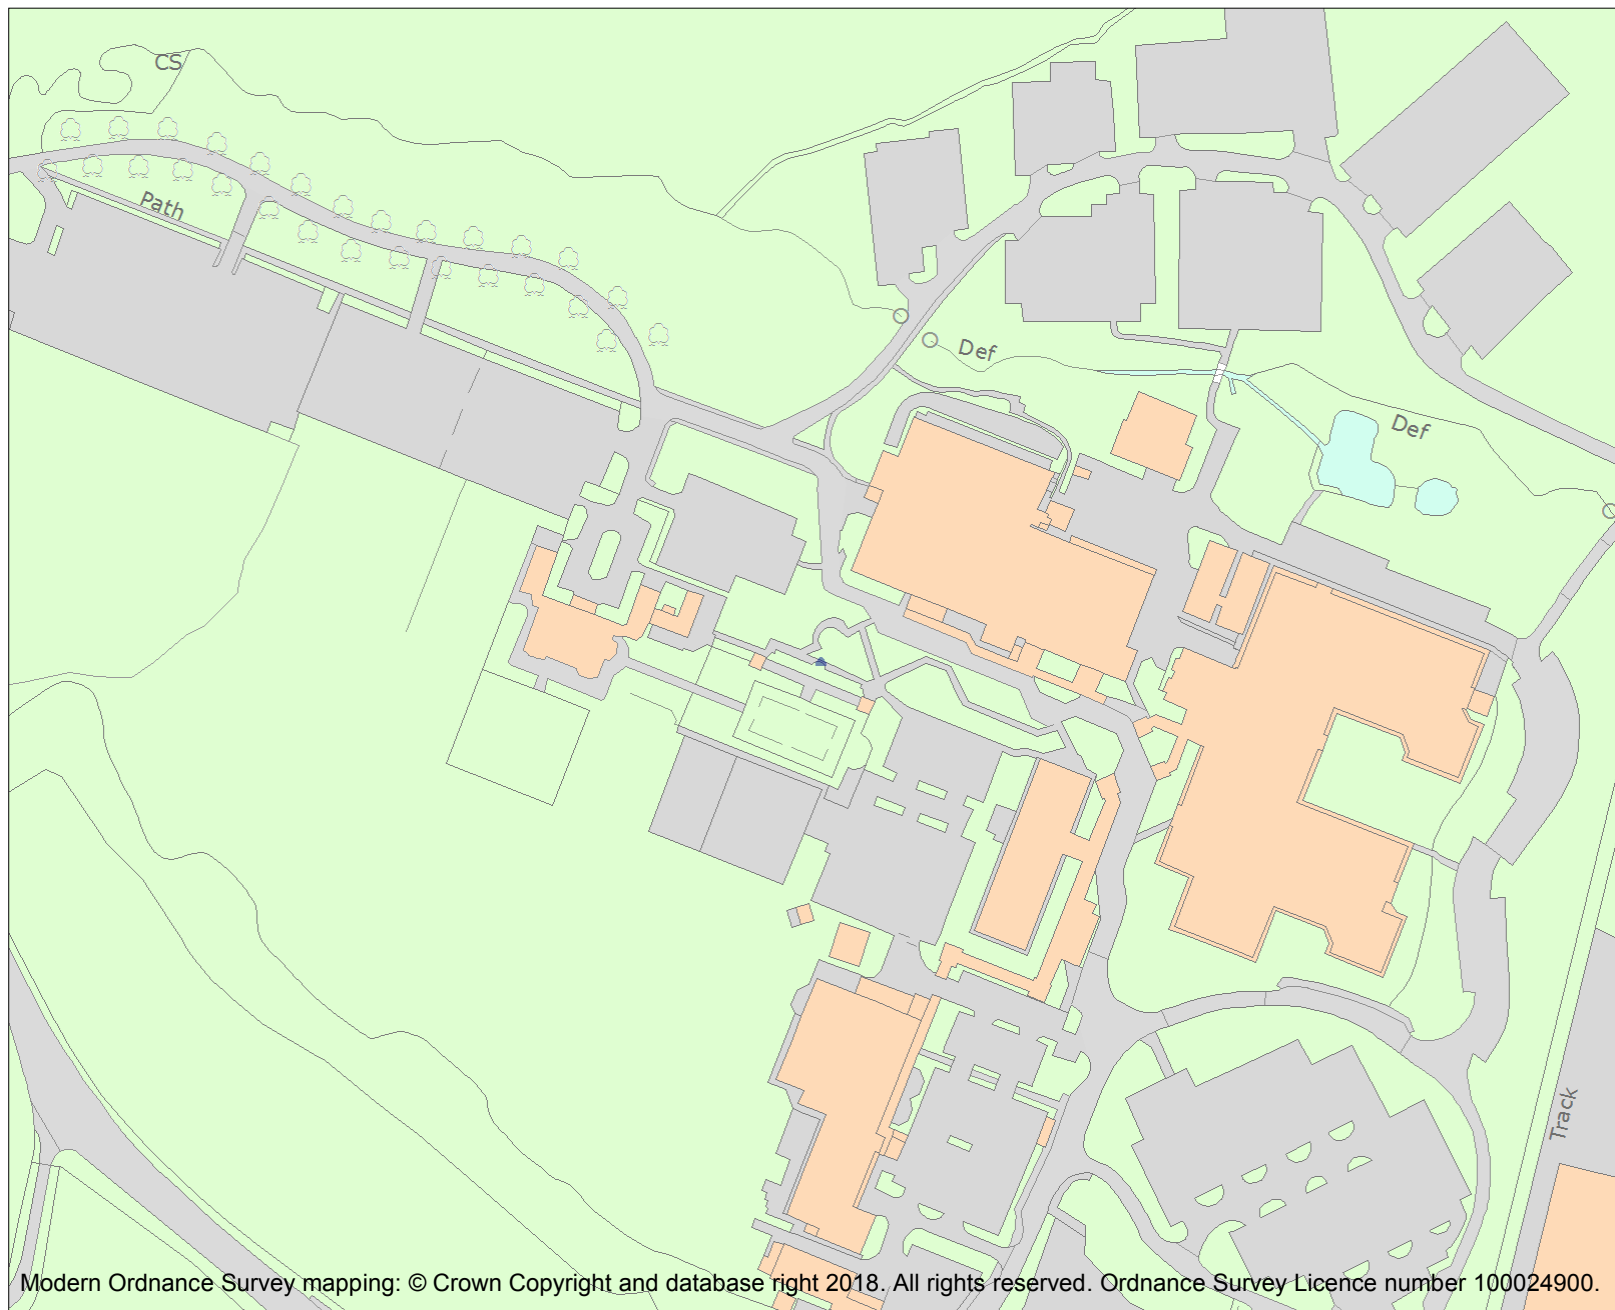 CS
Path
Def
Def
Track
Modern Ordnance Survey mapping: © Crown Copyright and database right 2018. All rights reserved. Ordnance Survey Licence number 100024900.